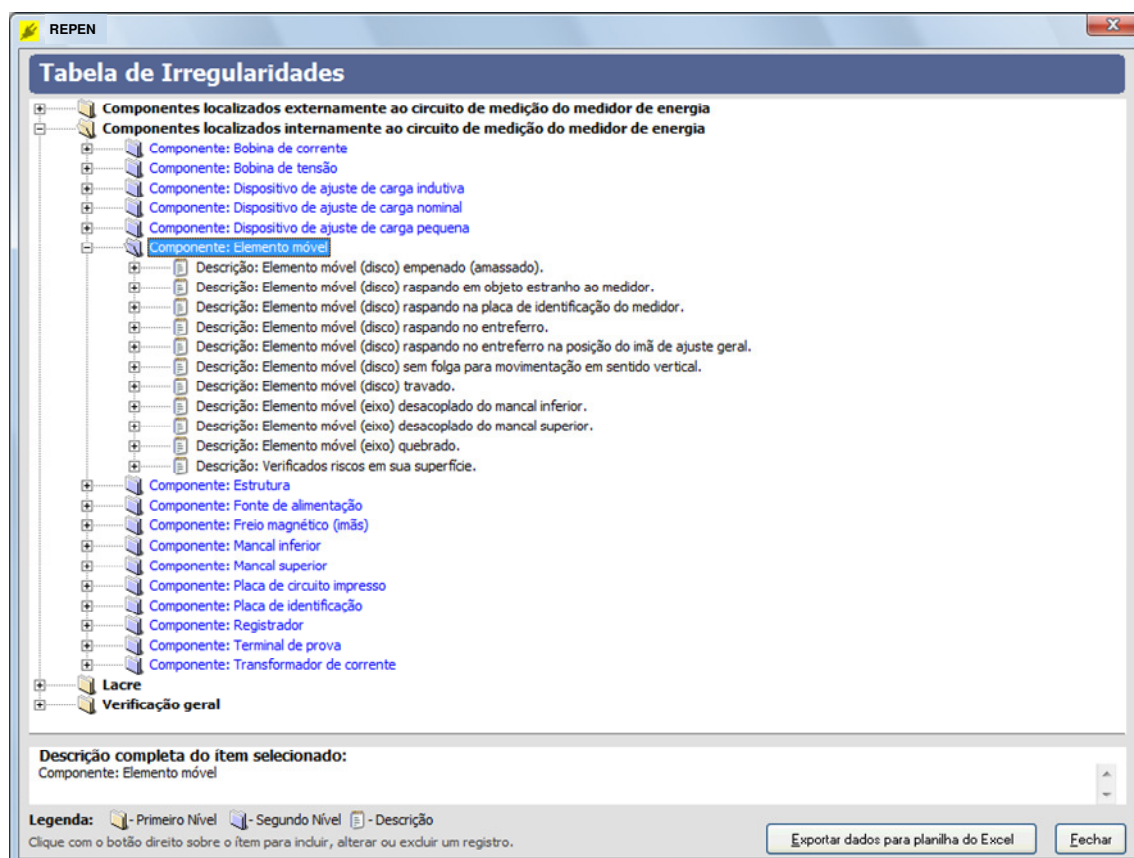 REPEN
Tabela de Irregularidades
Componentes localizados externamente ao circuito de medição do medidor de energia
Componentes localizados internamente ao circuito de medição do medidor de energia
Componente: Bobina de corrente
Componente: Bobina de tensão
Componente: Dispositivo de ajuste de carga indutiva
Componente: Dispositivo de ajuste de carga nominal
Componente: Dispositivo de ajuste de carga pequena
Componente: Elemento móvel
Descrição: Elemento móvel (disco) empenado (amassado).
Descrição: Elemento móvel (disco) raspando em objeto estranho ao medidor.
Descrição: Elemento móvel (disco) raspando na placa de identificação do medidor.
Descrição: Elemento móvel (disco) raspando no entreferro.
Descrição: Elemento móvel (disco) raspando no entreferro na posição do imã de ajuste geral.
Descrição: Elemento móvel (disco) sem folga para movimentação em sentido vertical.
Descrição: Elemento móvel (disco) travado.
Descrição: Elemento móvel (eixo) desacoplado do mancal inferior.
Descrição: Elemento móvel (eixo) desacoplado do mancal superior.
Descrição: Elemento móvel (eixo) quebrado.
Descrição: Verificados riscos em sua superfície.
Componente: Estrutura
Componente: Fonte de alimentação
Componente: Freio magnético (imãs)
Componente: Mancal inferior
Componente: Mancal superior
Componente: Placa de circuito impresso
Componente: Placa de identificação
Componente: Registrador
Componente: Terminal de prova
Componente: Transformador de corrente
Lacre
Verificação geral
Descrição completa do ítem selecionado:
Componente: Elemento móvel
Legenda: - Primeiro Nível - Segundo Nível - Descrição
Clique com o botão direito sobre o ítem para incluir, alterar ou excluir um registro.
Exportar dados para planilha do Excel
Fechar